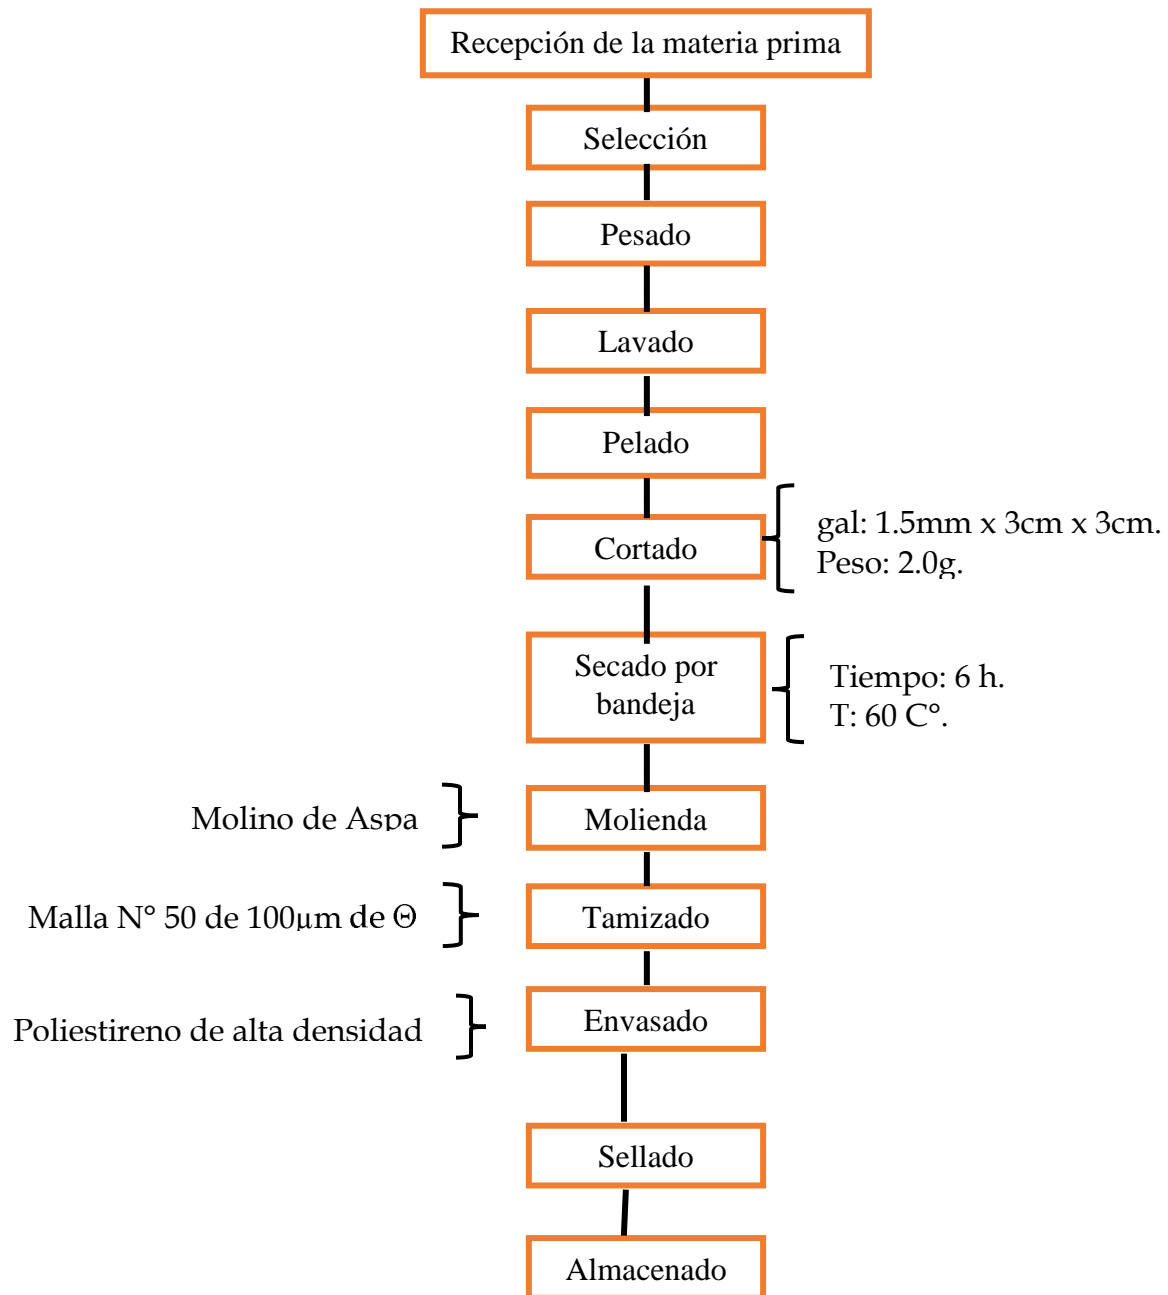 Recepción de la materia prima
Selección
Pesado
Lavado
Pelado
Cortado
gal: 1.5mm x 3cm x 3cm.
Peso: 2.0g.
Secado por
bandeja
Tiempo: 6 h.
T: 60 C°.
Molino de Aspa
Molienda
Malla N° 50 de 100µm de Θ
Tamizado
Poliestireno de alta densidad
Envasado
Sellado
Almacenado